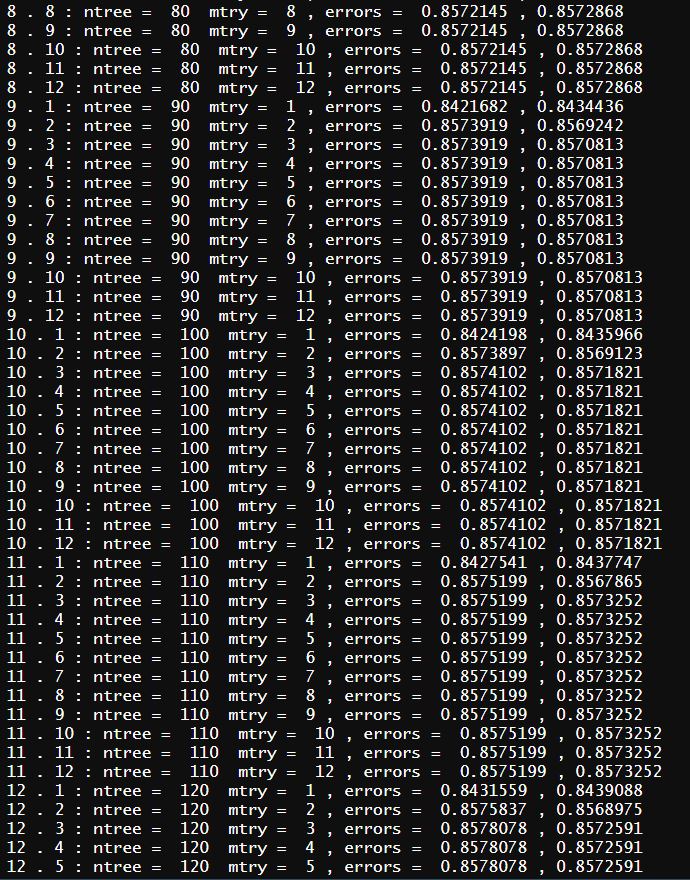 8 . 8 : ntree =  80  mtry =  8 , errors =  0.8572145 , 0.8572868
8 . 9 : ntree =  80  mtry =  9 , errors =  0.8572145 , 0.8572868
8 . 10 : ntree =  80  mtry =  10 , errors =  0.8572145 , 0.8572868
8 . 11 : ntree =  80  mtry =  11 , errors =  0.8572145 , 0.8572868
8 . 12 : ntree =  80  mtry =  12 , errors =  0.8572145 , 0.8572868
9 . 1 : ntree =  90  mtry =  1 , errors =  0.8421682 , 0.8434436
9 . 2 : ntree =  90  mtry =  2 , errors =  0.8573919 , 0.8569242
9 . 3 : ntree =  90  mtry =  3 , errors =  0.8573919 , 0.8570813
9 . 4 : ntree =  90  mtry =  4 , errors =  0.8573919 , 0.8570813
9 . 5 : ntree =  90  mtry =  5 , errors =  0.8573919 , 0.8570813
9 . 6 : ntree =  90  mtry =  6 , errors =  0.8573919 , 0.8570813
9 . 7 : ntree =  90  mtry =  7 , errors =  0.8573919 , 0.8570813
9 . 8 : ntree =  90  mtry =  8 , errors =  0.8573919 , 0.8570813
9 . 9 : ntree =  90  mtry =  9 , errors =  0.8573919 , 0.8570813
9 . 10 : ntree =  90  mtry =  10 , errors =  0.8573919 , 0.8570813
9 . 11 : ntree =  90  mtry =  11 , errors =  0.8573919 , 0.8570813
9 . 12 : ntree =  90  mtry =  12 , errors =  0.8573919 , 0.8570813
10 . 1 : ntree =  100  mtry =  1 , errors =  0.8424198 , 0.8435966
10 . 2 : ntree =  100  mtry =  2 , errors =  0.8573897 , 0.8569123
10 . 3 : ntree =  100  mtry =  3 , errors =  0.8574102 , 0.8571821
10 . 4 : ntree =  100  mtry =  4 , errors =  0.8574102 , 0.8571821
10 . 5 : ntree =  100  mtry =  5 , errors =  0.8574102 , 0.8571821
10 . 6 : ntree =  100  mtry =  6 , errors =  0.8574102 , 0.8571821
10 . 7 : ntree =  100  mtry =  7 , errors =  0.8574102 , 0.8571821
10 . 8 : ntree =  100  mtry =  8 , errors =  0.8574102 , 0.8571821
10 . 9 : ntree =  100  mtry =  9 , errors =  0.8574102 , 0.8571821
10 . 10 : ntree =  100  mtry =  10 , errors =  0.8574102 , 0.8571821
10 . 11 : ntree =  100  mtry =  11 , errors =  0.8574102 , 0.8571821
10 . 12 : ntree =  100  mtry =  12 , errors =  0.8574102 , 0.8571821
11 . 1 : ntree =  110  mtry =  1 , errors =  0.8427541 , 0.8437747
11 . 2 : ntree =  110  mtry =  2 , errors =  0.8575199 , 0.8567865
11 . 3 : ntree =  110  mtry =  3 , errors =  0.8575199 , 0.8573252
11 . 4 : ntree =  110  mtry =  4 , errors =  0.8575199 , 0.8573252
11 . 5 : ntree =  110  mtry =  5 , errors =  0.8575199 , 0.8573252
11 . 6 : ntree =  110  mtry =  6 , errors =  0.8575199 , 0.8573252
11 . 7 : ntree =  110  mtry =  7 , errors =  0.8575199 , 0.8573252
11 . 8 : ntree =  110  mtry =  8 , errors =  0.8575199 , 0.8573252
11 . 9 : ntree =  110  mtry =  9 , errors =  0.8575199 , 0.8573252
11 . 10 : ntree =  110  mtry =  10 , errors =  0.8575199 , 0.8573252
11 . 11 : ntree =  110  mtry =  11 , errors =  0.8575199 , 0.8573252
11 . 12 : ntree =  110  mtry =  12 , errors =  0.8575199 , 0.8573252
12 . 1 : ntree =  120  mtry =  1 , errors =  0.8431559 , 0.8439088
12 . 2 : ntree =  120  mtry =  2 , errors =  0.8575837 , 0.8568975
12 . 3 : ntree =  120  mtry =  3 , errors =  0.8578078 , 0.8572591
12 . 4 : ntree =  120  mtry =  4 , errors =  0.8578078 , 0.8572591
12 . 5 : ntree =  120  mtry =  5 , errors =  0.8578078 , 0.8572591